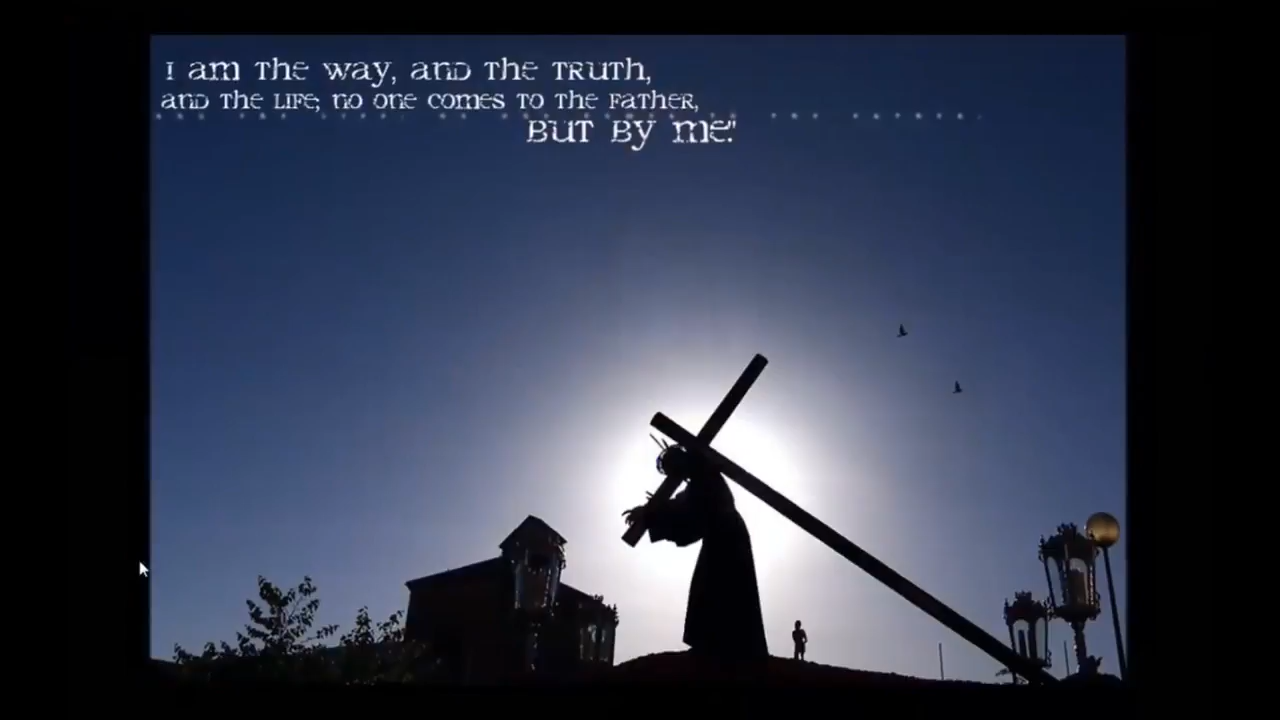 I am the way, and the TRUTH,
and the LIFE; no one comes to the Father,
BUT BY me."